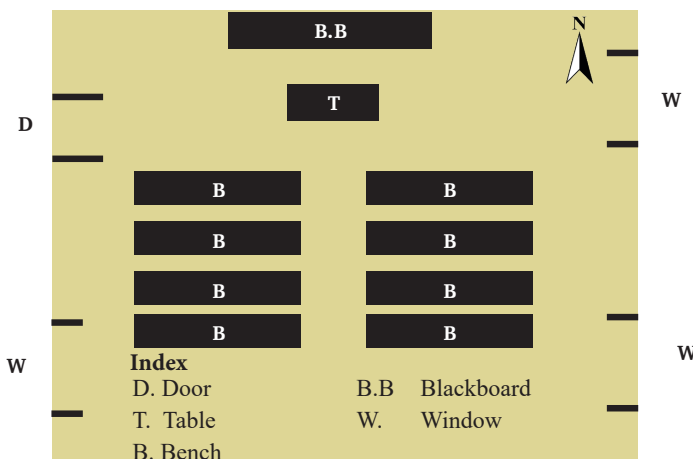 B.B
N
T
W
D
B B
B B
B B
B B
W
W
Index
D. Door B.B Blackboard
T. Table W. Window
B. Bench